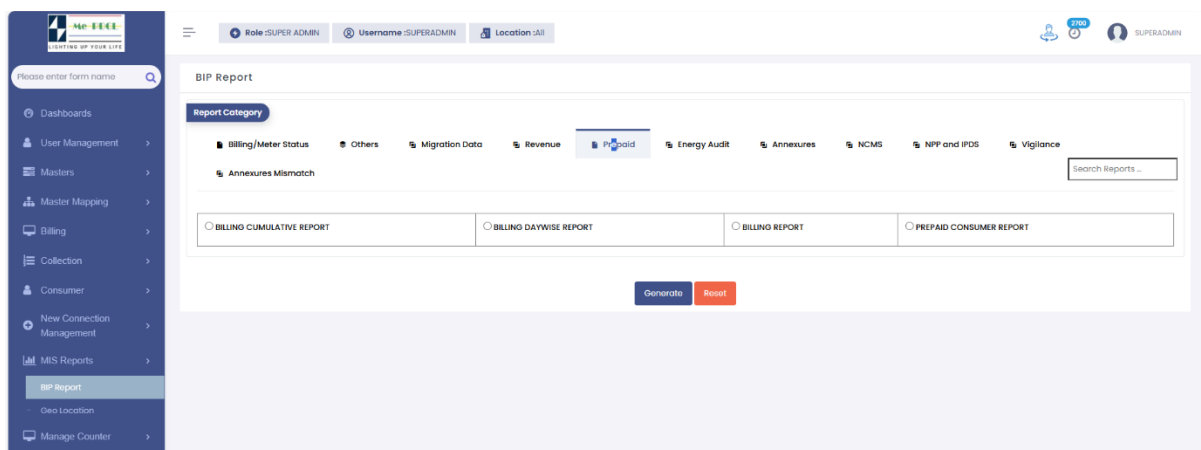 Me PDCL
LIGHTING UP YOUR LIFE
Role :SUPER ADMIN
Username :SUPERADMIN
Location :All
2700
SUPERADMIN
Please enter form name
Dashboards
User Management
Masters
Master Mapping
Billing
Collection
Consumer
New Connection
Management
MIS Reports
BIP Report
Geo Location
Manage Counter
BIP Report
Report Category
Billing/Meter Status
Others
Migration Data
Revenue
Prepaid
Energy Audit
Annexures
NCMS
NPP and IPDS
Vigilance
Annexures Mismatch
Search Reports ...
BILLING CUMULATIVE REPORT
BILLING DAYWISE REPORT
BILLING REPORT
PREPAID CONSUMER REPORT
Generate
Reset